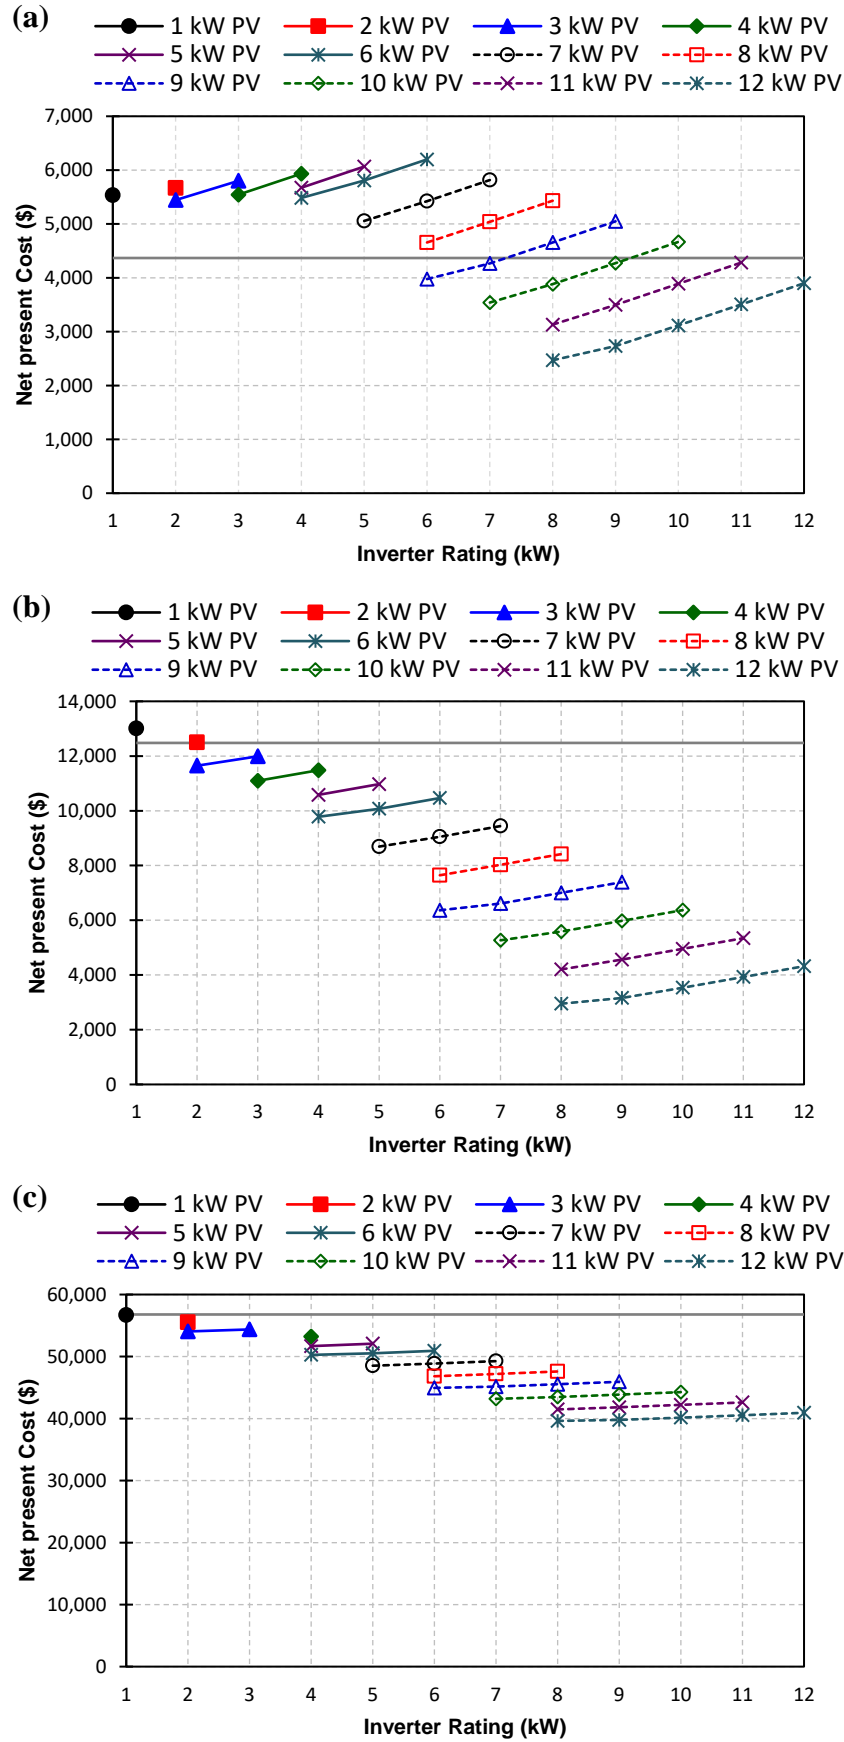 (a)
1 kW PV 2 kW PV 3 kW PV 4 kW PV
5 kW PV 6 kW PV 7 kW PV 8 kW PV
9 kW PV 10 kW PV 11 kW PV 12 kW PV
7,000
6,000
5,000
4,000
3,000
2,000
1,000
0
Net present Cost ($)
1 2 3 4 5 6 7 8 9 10 11 12
Inverter Rating (kW)
(b)
1 kW PV 2 kW PV 3 kW PV 4 kW PV
5 kW PV 6 kW PV 7 kW PV 8 kW PV
9 kW PV 10 kW PV 11 kW PV 12 kW PV
14,000
12,000
10,000
8,000
6,000
4,000
2,000
0
Net present Cost ($)
1 2 3 4 5 6 7 8 9 10 11 12
Inverter Rating (kW)
(c)
1 kW PV 2 kW PV 3 kW PV 4 kW PV
5 kW PV 6 kW PV 7 kW PV 8 kW PV
9 kW PV 10 kW PV 11 kW PV 12 kW PV
60,000
50,000
40,000
30,000
20,000
10,000
0
Net present Cost ($)
1 2 3 4 5 6 7 8 9 10 11 12
Inverter Rating (kW)